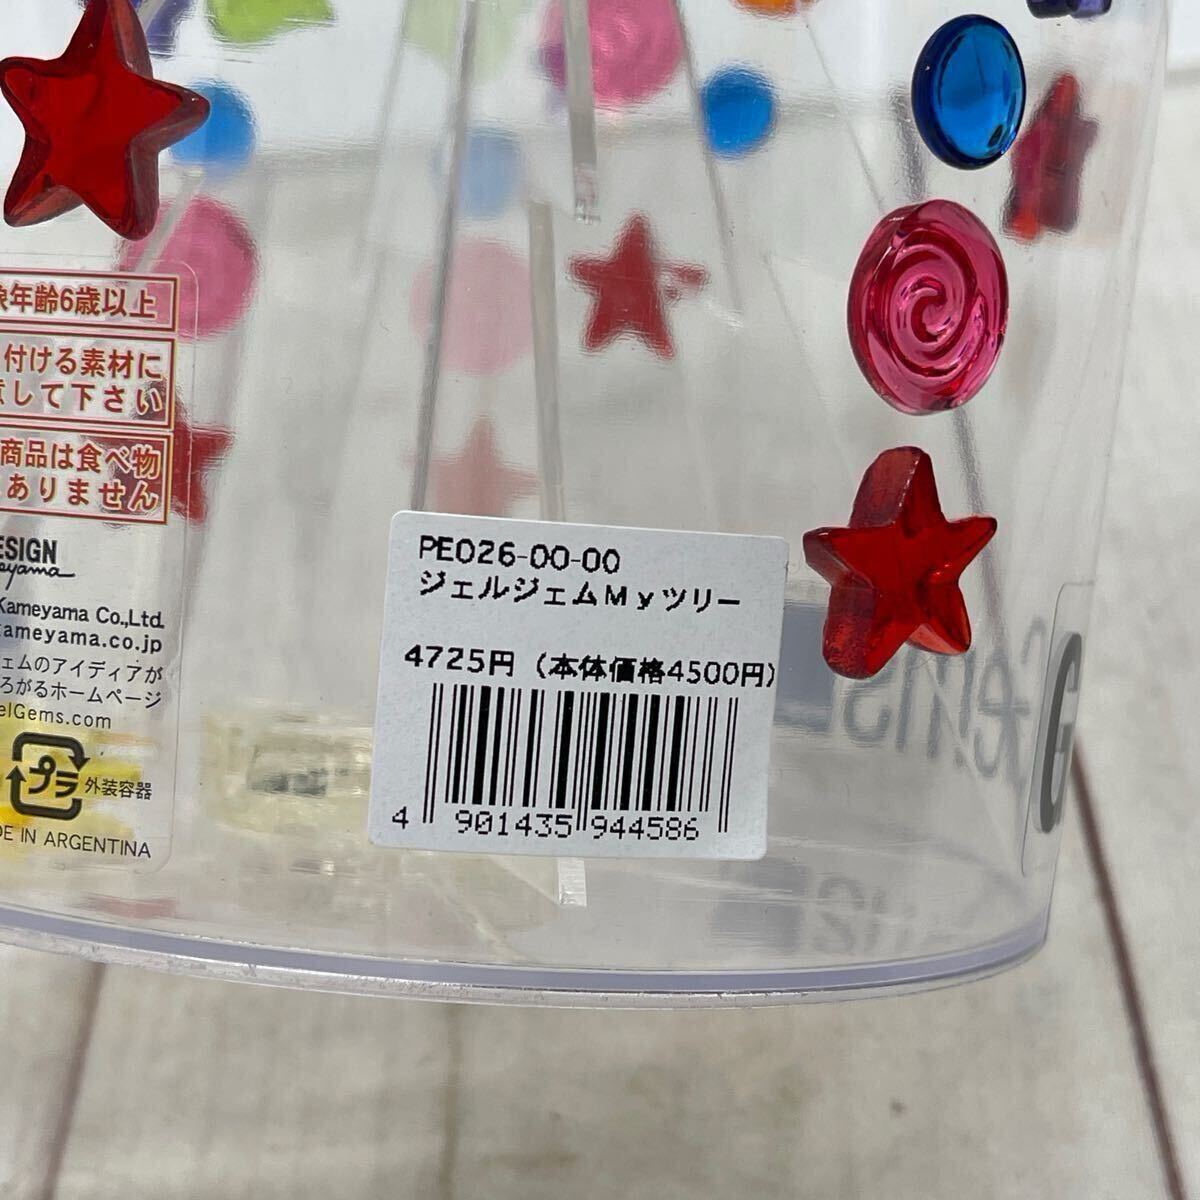 象年齢6歳以上
付ける素材に
意して下さい
商品は食べ物
ありません
ESIGN
eyama
Kameyama Co.,Ltd.
kameyama.co.jp
ェムのアイディアが
ろがるホームページ
elGems.com
プラ 外装容器
DE IN ARGENTINA
PE026-00-00
ジェルジェムMyツリー
4725円(本体価格4500円)
4 901435 944586
G